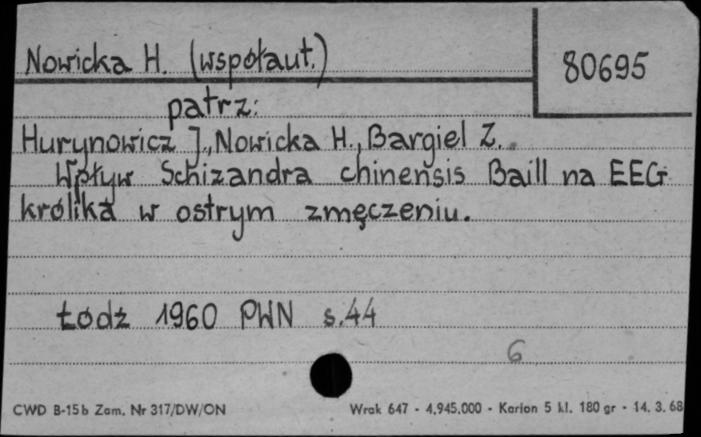 Nowicka H. (współaut.)
80695
patrz:
Hurynowicz J., Nowicka H., Bargiel Z.
Wpływ Schizandra chinensis Baill na EEG
królika w ostrym zmęczeniu.
Łódź 1960 PWN s.44
6
CWD B-15b Zam. Nr 317/DW/ON
Wrak 647 - 4.945.000 - Karton 5 kl. 180 gr - 14. 3. 68